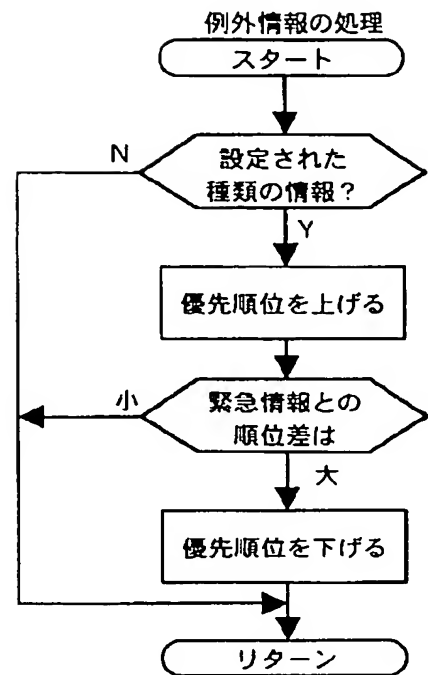 例外情報の処理
スタート
N
設定された
種類の情報?
Y
優先順位を上げる
小
緊急情報との
順位差は
大
優先順位を下げる
リターン